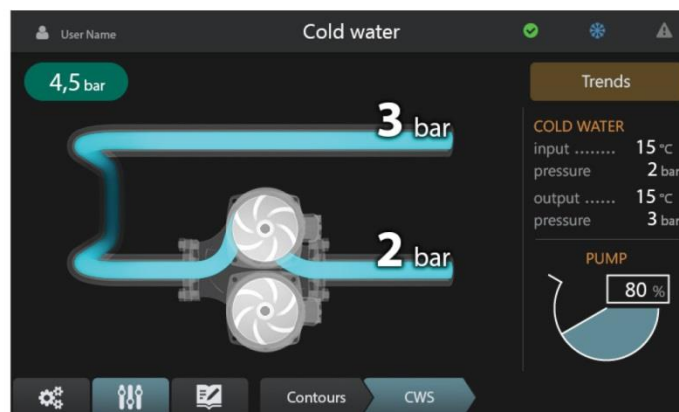 User Name
Cold water
4,5 bar
Trends
3 bar
COLD WATER
input ........ 15 °C
pressure 2 bar
output ...... 15 °C
pressure 3 bar
2 bar
PUMP
80 %
Contours
CWS